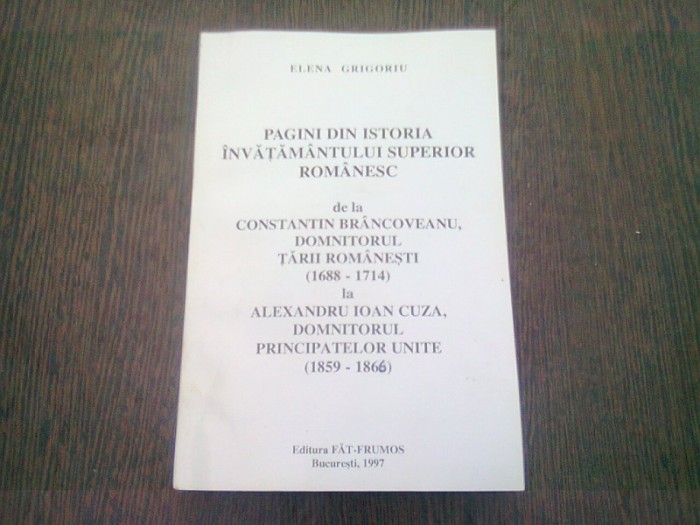 ELENA GRIGORIU
PAGINI DIN ISTORIA
ÎNVĂȚĂMÂNTULUI SUPERIOR
ROMÂNESC
de la
CONSTANTIN BRÂNCOVEANU,
DOMNITORUL
ȚĂRII ROMÂNEȘTI
(1688 - 1714)
la
ALEXANDRU IOAN CUZA,
DOMNITORUL
PRINCIPATELOR UNITE
(1859 - 1866)
Editura FĂT-FRUMOS
București, 1997